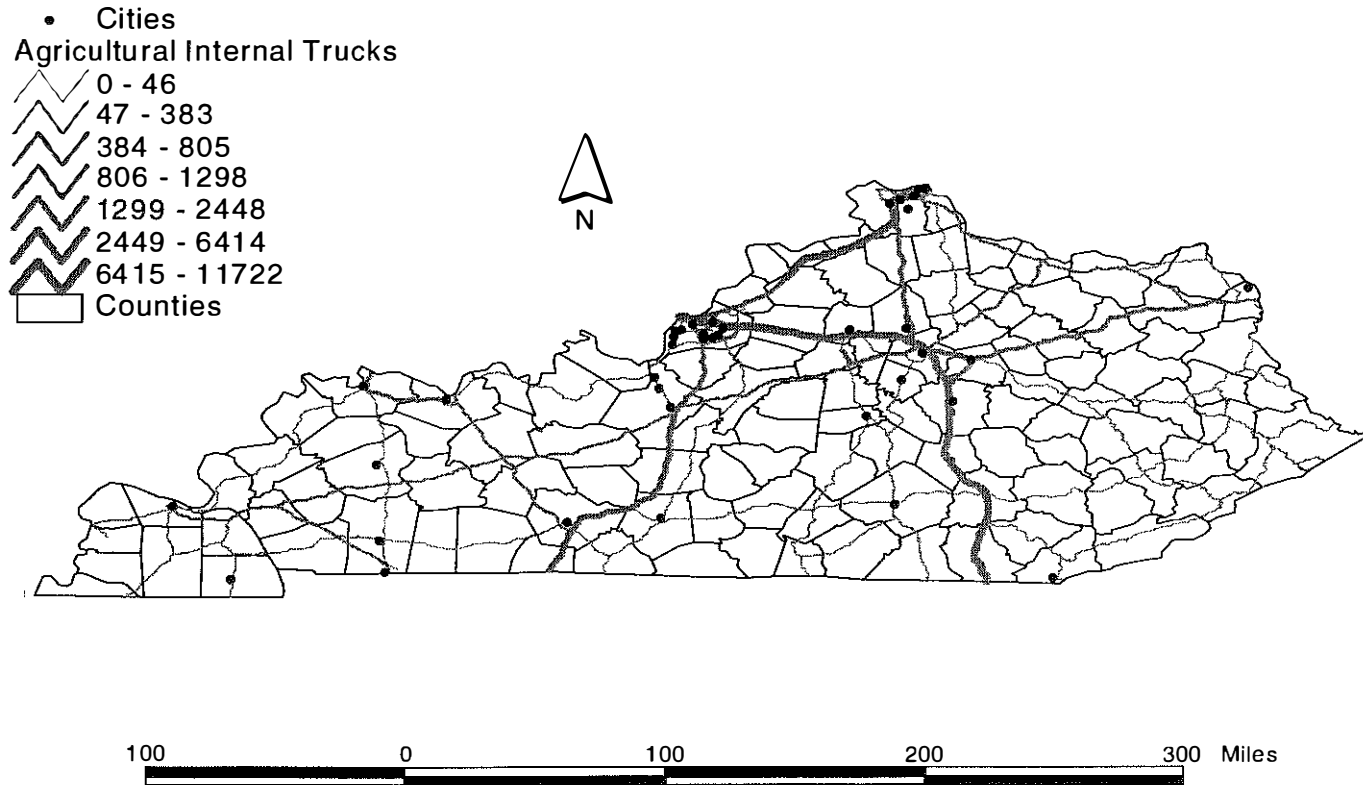 Cities
Agricultural Internal Trucks
0 - 46
47 - 383
384 - 805
806 - 1298
1299 - 2448
2449 - 6414
6415 - 11722
Counties
N
100 0 100 200 300 Miles